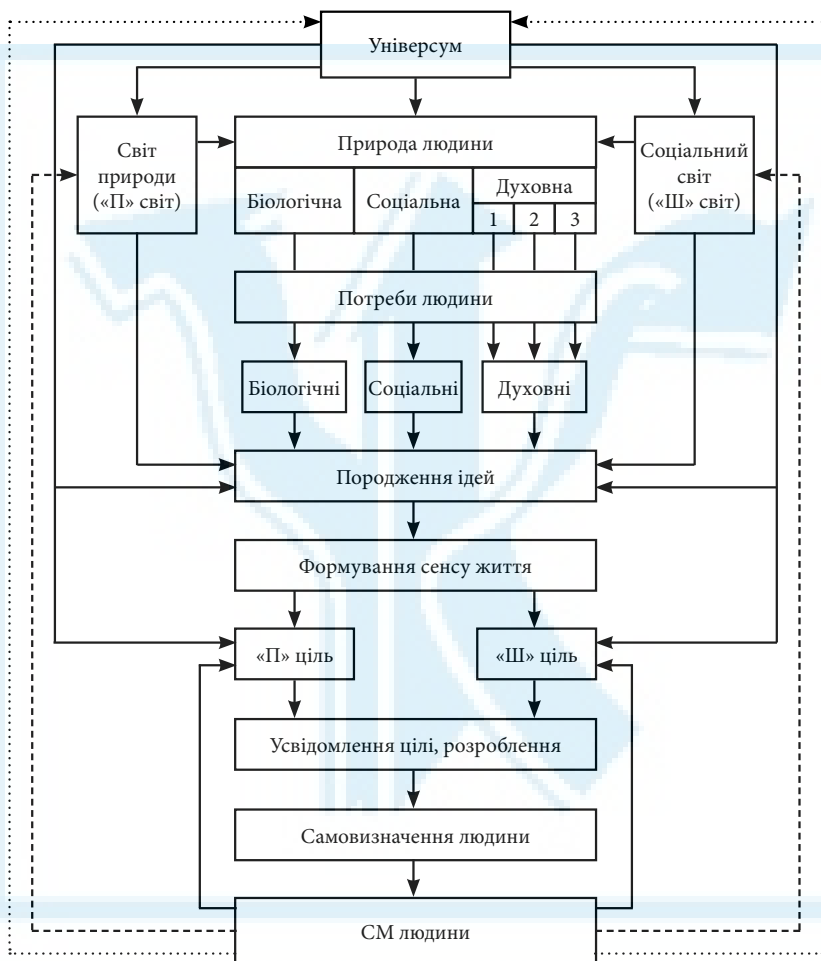 Універсум
Світ
природи
(«П» світ)
Природа людини
Соціальний
світ
(«Ш» світ)
Біологічна
Соціальна
Духовна
1
2
3
Потреби людини
Біологічні
Соціальні
Духовні
Породження ідей
Формування сенсу життя
«П» ціль
«Ш» ціль
Усвідомлення цілі, розроблення
Самовизначення людини
СМ людини